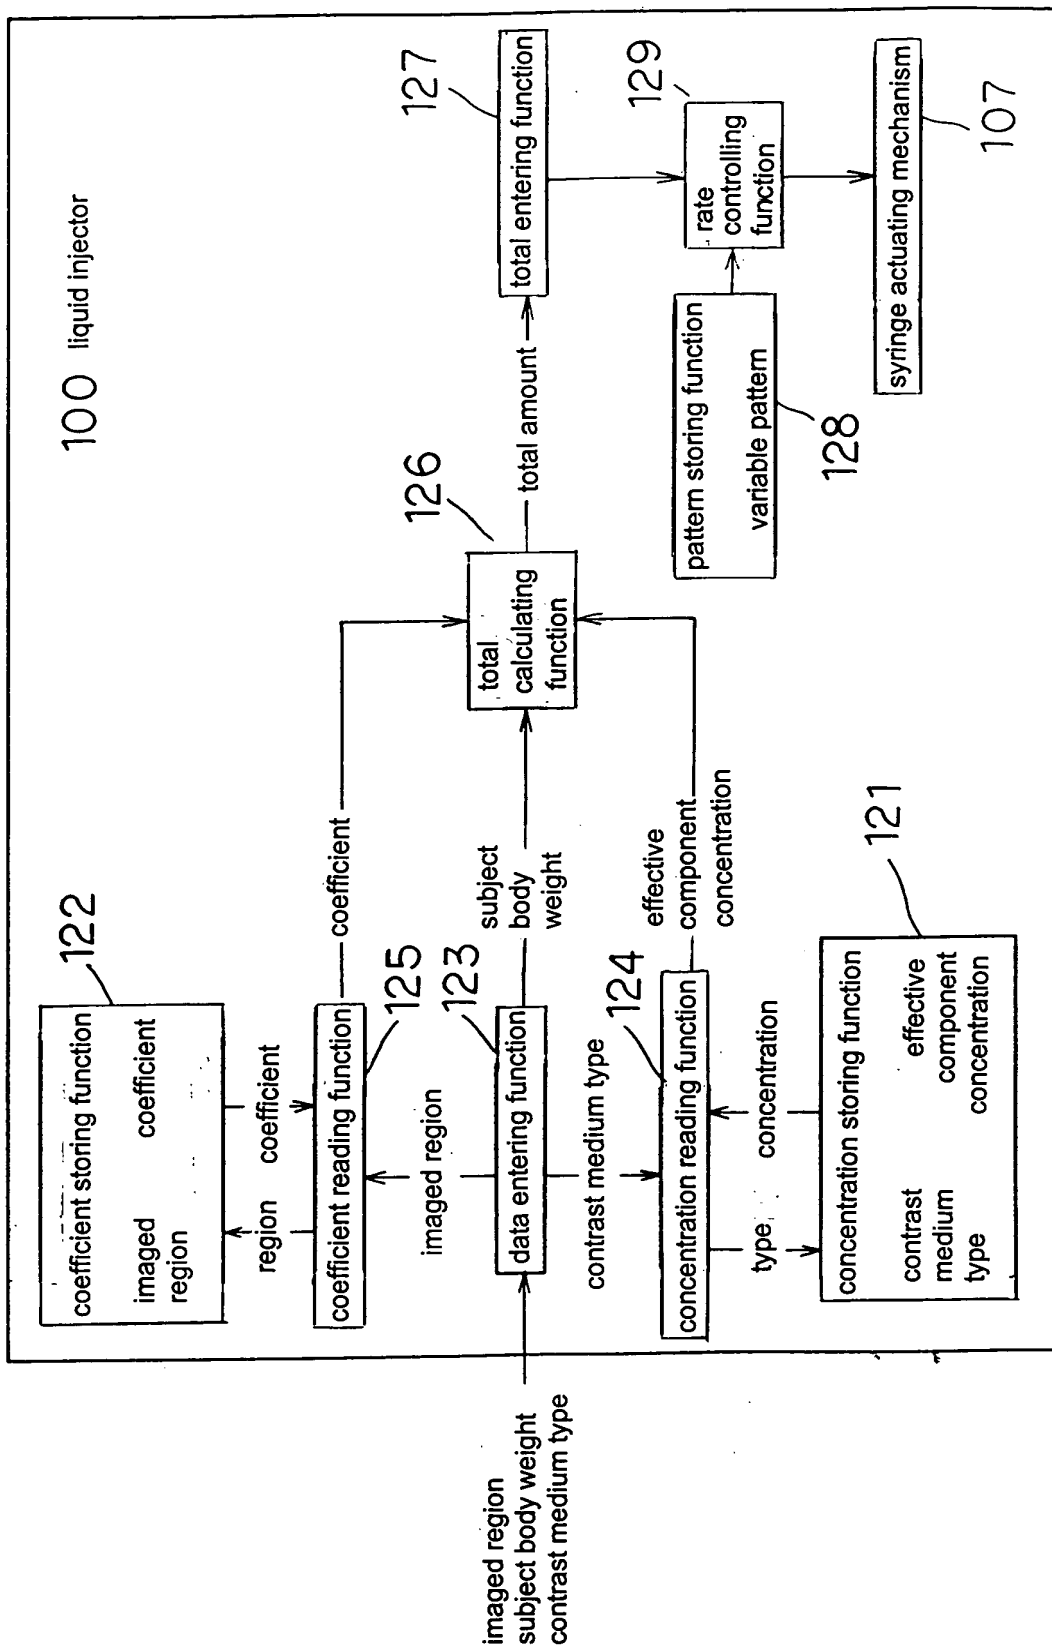 100 liquid injector
imaged region
subject body weight
contrast medium type
122
coefficient storing function
imaged
region
coefficient
region
coefficient
coefficient reading function
125
coefficient
imaged region
123
data entering function
subject
body
weight
contrast medium type
124
concentration reading function
effective
component
concentration
type
concentration
121
concentration storing function
contrast
medium
type
effective
component
concentration
126
total
calculating
function
total amount
127
total entering function
129
rate
controlling
function
pattern storing function
variable pattern
128
syringe actuating mechanism
107